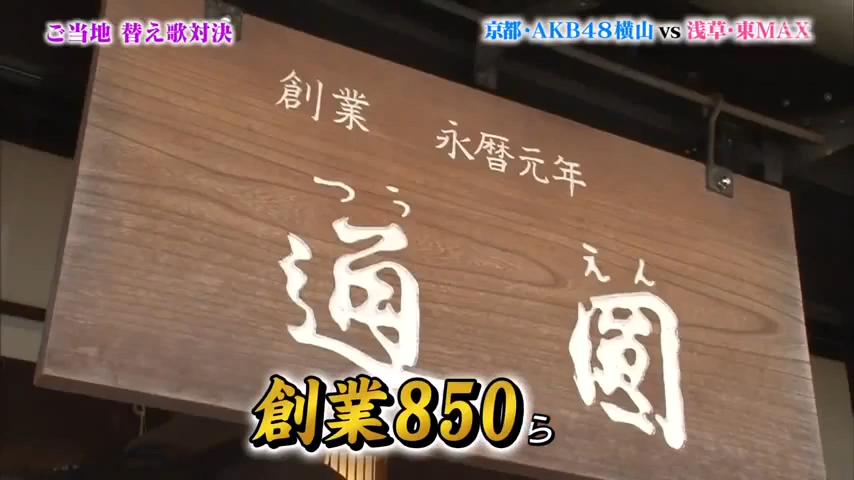 ご当地 替え歌対決
京都・AKB48横山 vs 浅草・東MAX
創業 永暦元年
つう えん
通圓
創業850ら